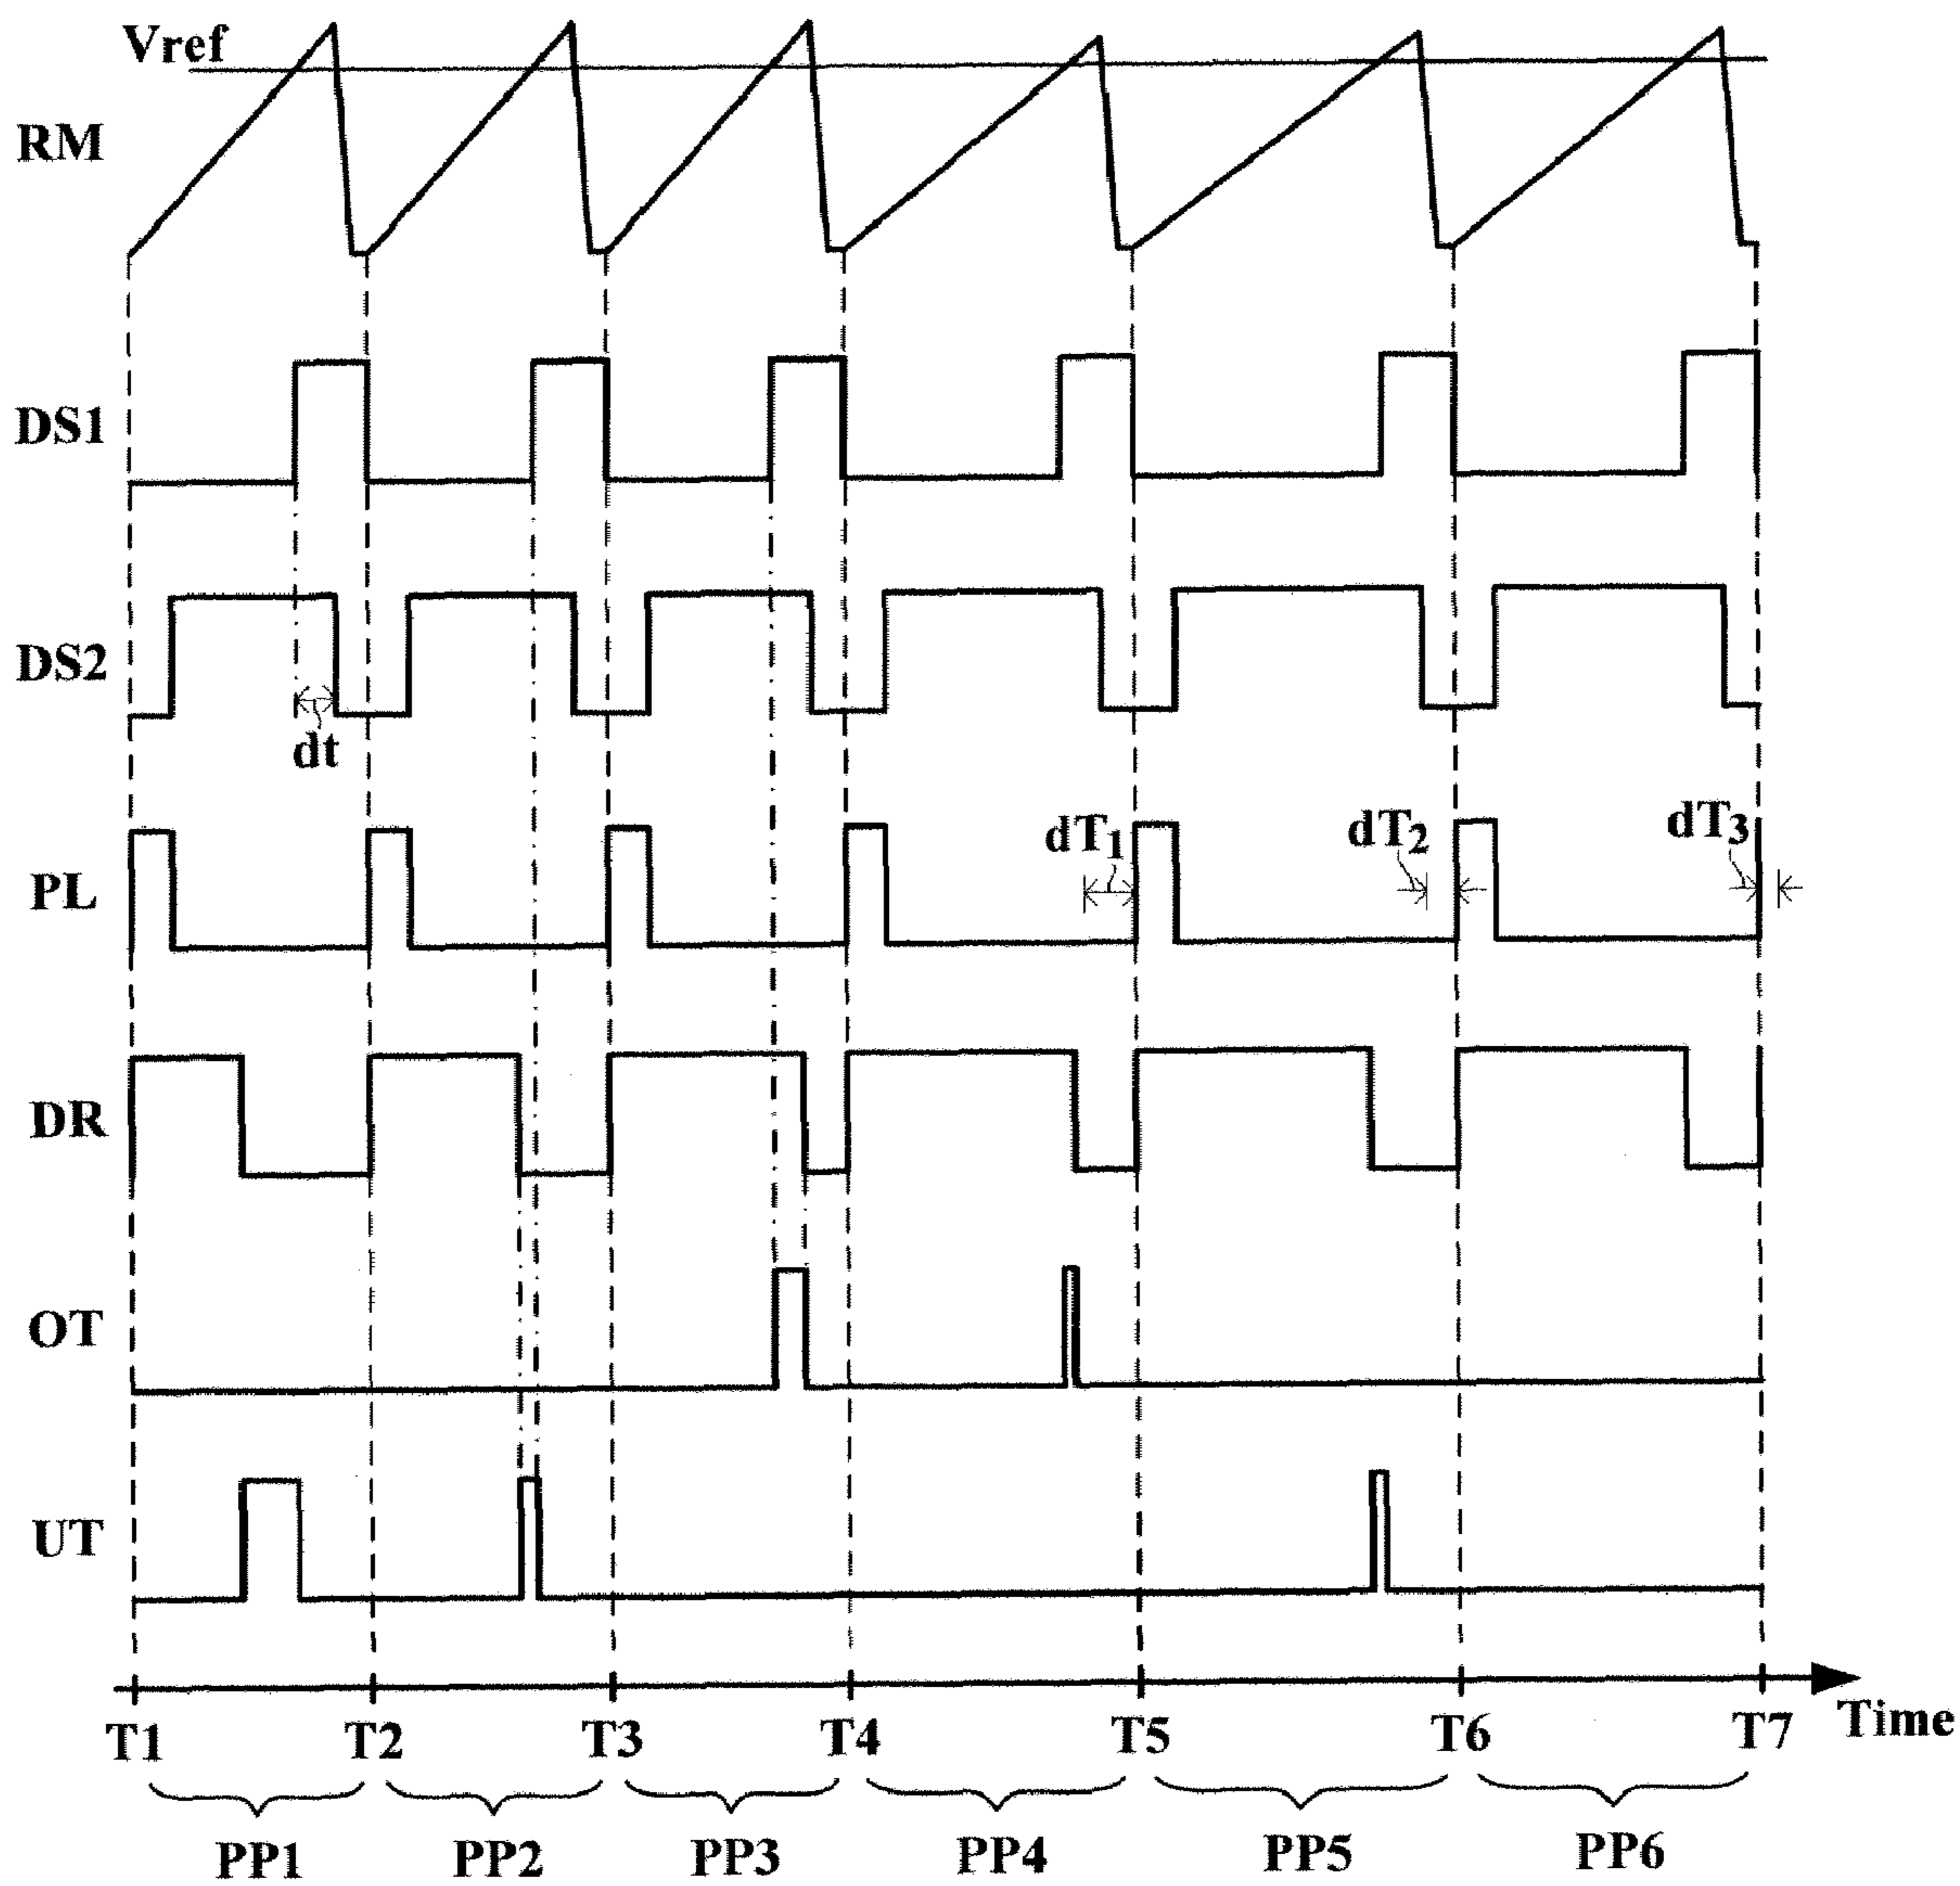 Vref
RM
DS1
DS2
dt
dT1 dT2 dT3
PL
DR
OT
UT
T1 T2 T3 T4 T5 T6 T7 Time
PP1 PP2 PP3 PP4 PP5 PP6